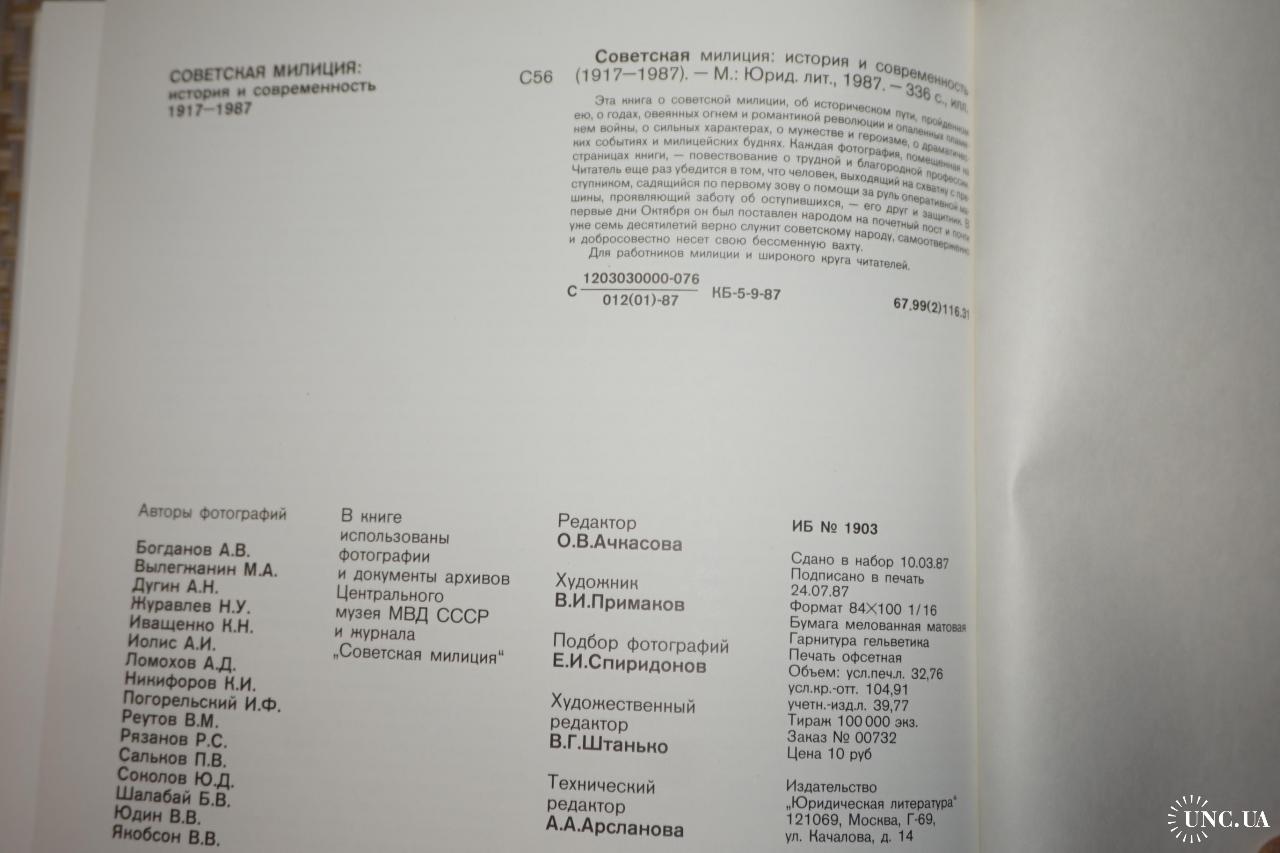 СОВЕТСКАЯ МИЛИЦИЯ:
история и современность
1917—1987
С56
Советская милиция: история и современность
(1917—1987). — М.: Юрид. лит., 1987. — 336 с., илл.
Эта книга о советской милиции, об историческом пути, пройденном
ею, о годах, овеянных огнем и романтикой революции и опаленных пламе-
нем войны, о сильных характерах, о мужестве и героизме, о драматичес-
ких событиях и милицейских буднях. Каждая фотография, помещенная на
страницах книги, — повествование о трудной и благородной профессии.
Читатель еще раз убедится в том, что человек, выходящий на схватку с пре-
ступником, садящийся по первому зову о помощи за руль оперативной ма-
шины, проявляющий заботу об оступившихся, — его друг и защитник. В
первые дни Октября он был поставлен народом на почетный пост и почти
уже семь десятилетий верно служит советскому народу, самоотверженно
и добросовестно несет свою бессменную вахту.
Для работников милиции и широкого круга читателей.
С 1203030000-076
012(01)-87
КБ-5-9-87
67.99(2)116.31
Авторы фотографий
Богданов А.В.
Вылегжанин М.А.
Дугин А.Н.
Журавлев Н.У.
Иващенко К.Н.
Иолис А.И.
Ломохов А.Д.
Никифоров К.И.
Погорельский И.Ф.
Реутов В.М.
Рязанов Р.С.
Сальков П.В.
Соколов Ю.Д.
Шалабай Б.В.
Юдин В.В.
Якобсон В.В.
В книге
использованы
фотографии
и документы архивов
Центрального
музея МВД СССР
и журнала
„Советская милиция“
Редактор
О.В.Ачкасова
Художник
В.И.Примаков
Подбор фотографий
Е.И.Спиридонов
Художественный
редактор
В.Г.Штанько
Технический
редактор
А.А.Арсланова
ИБ № 1903
Сдано в набор 10.03.87
Подписано в печать
24.07.87
Формат 84×100 1/16
Бумага мелованная матовая
Гарнитура гельветика
Печать офсетная
Объем: усл.печ.л. 32,76
усл.кр.-отт. 104,91
учетн.-изд.л. 39,77
Тираж 100 000 экз.
Заказ № 00732
Цена 10 руб
Издательство
„Юридическая литература“
121069, Москва, Г-69,
ул. Качалова, д. 14
UNC.UA